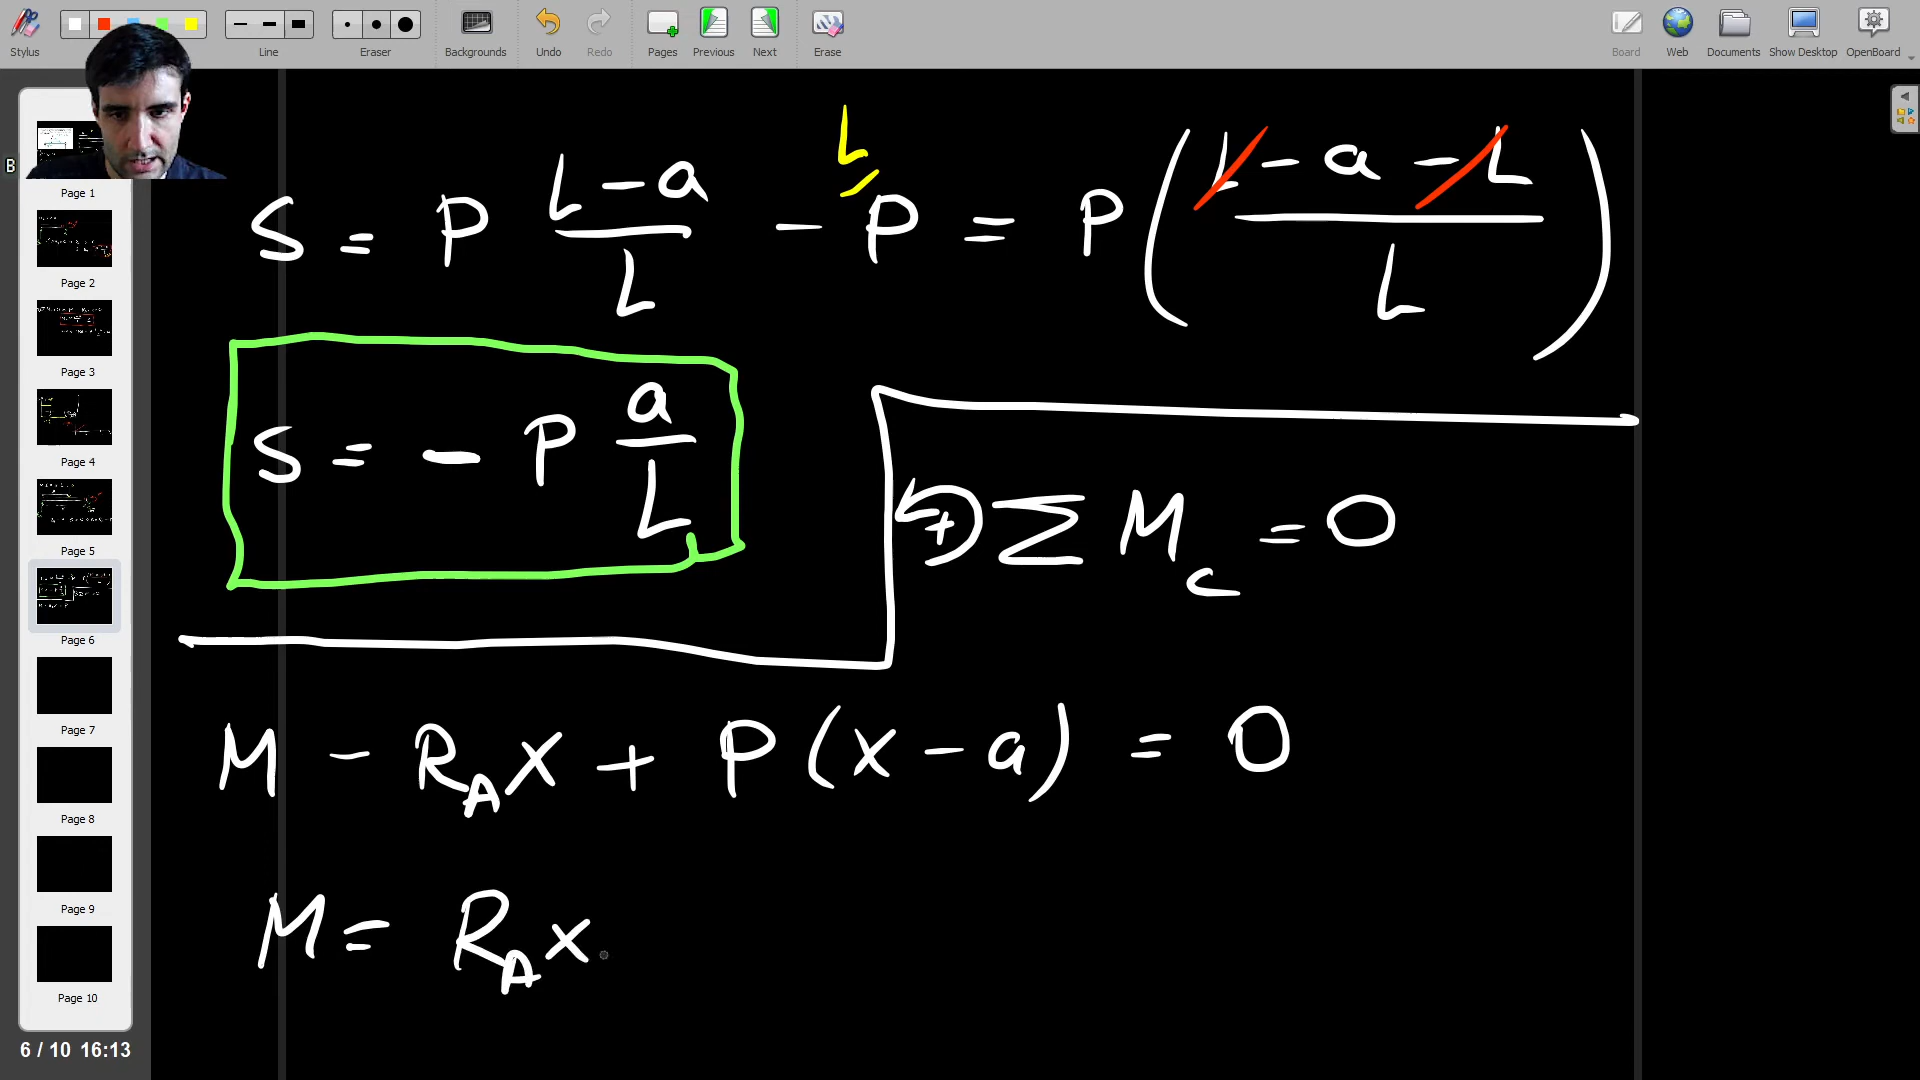 Stylus
Line
Eraser
Backgrounds
Undo
Redo
Pages
Previous
Next
Erase
Board
Web
Documents
Show Desktop
OpenBoard
B
Page 1
Page 2
Page 3
Page 4
Page 5
Page 6
Page 7
Page 8
Page 9
Page 10
6 / 10 16:13
L
S = P (L - a)/L - P = P ((L - a - L)/L)
S = - P a/L
+ Σ M_C = 0
M - R_A x + P (x - a) = 0
M = R_A x